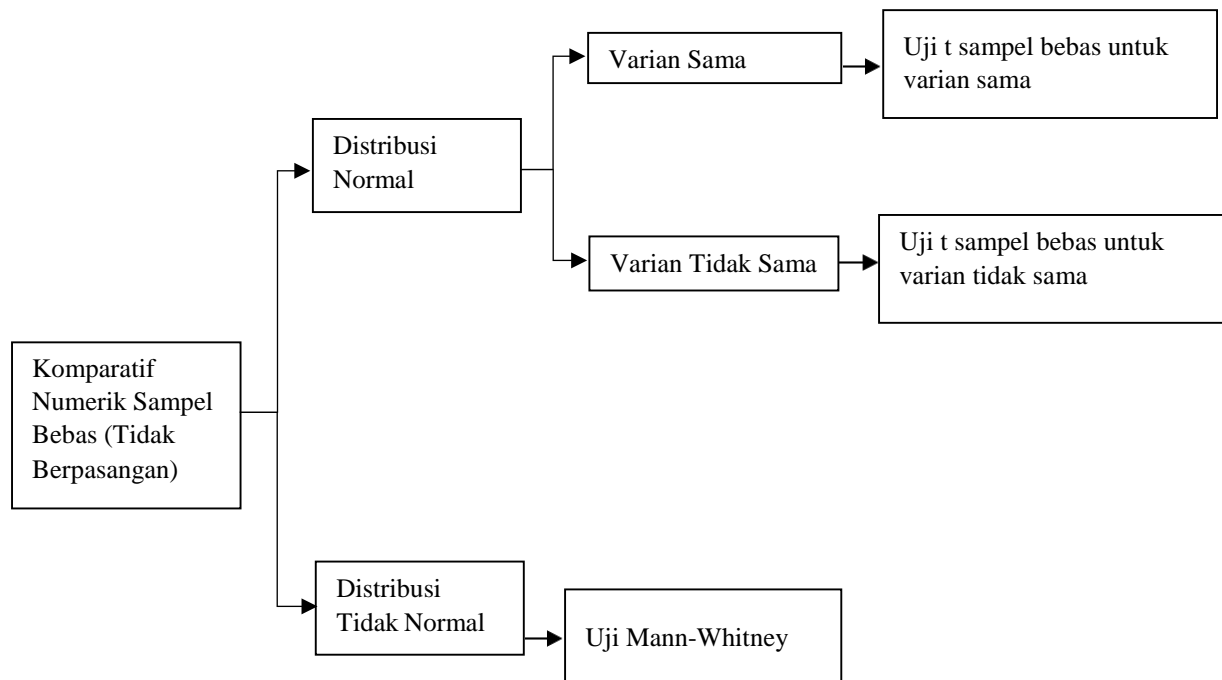 Komparatif
Numerik Sampel
Bebas (Tidak
Berpasangan)
Distribusi
Normal
Varian Sama
Uji t sampel bebas untuk
varian sama
Varian Tidak Sama
Uji t sampel bebas untuk
varian tidak sama
Distribusi
Tidak Normal
Uji Mann-Whitney